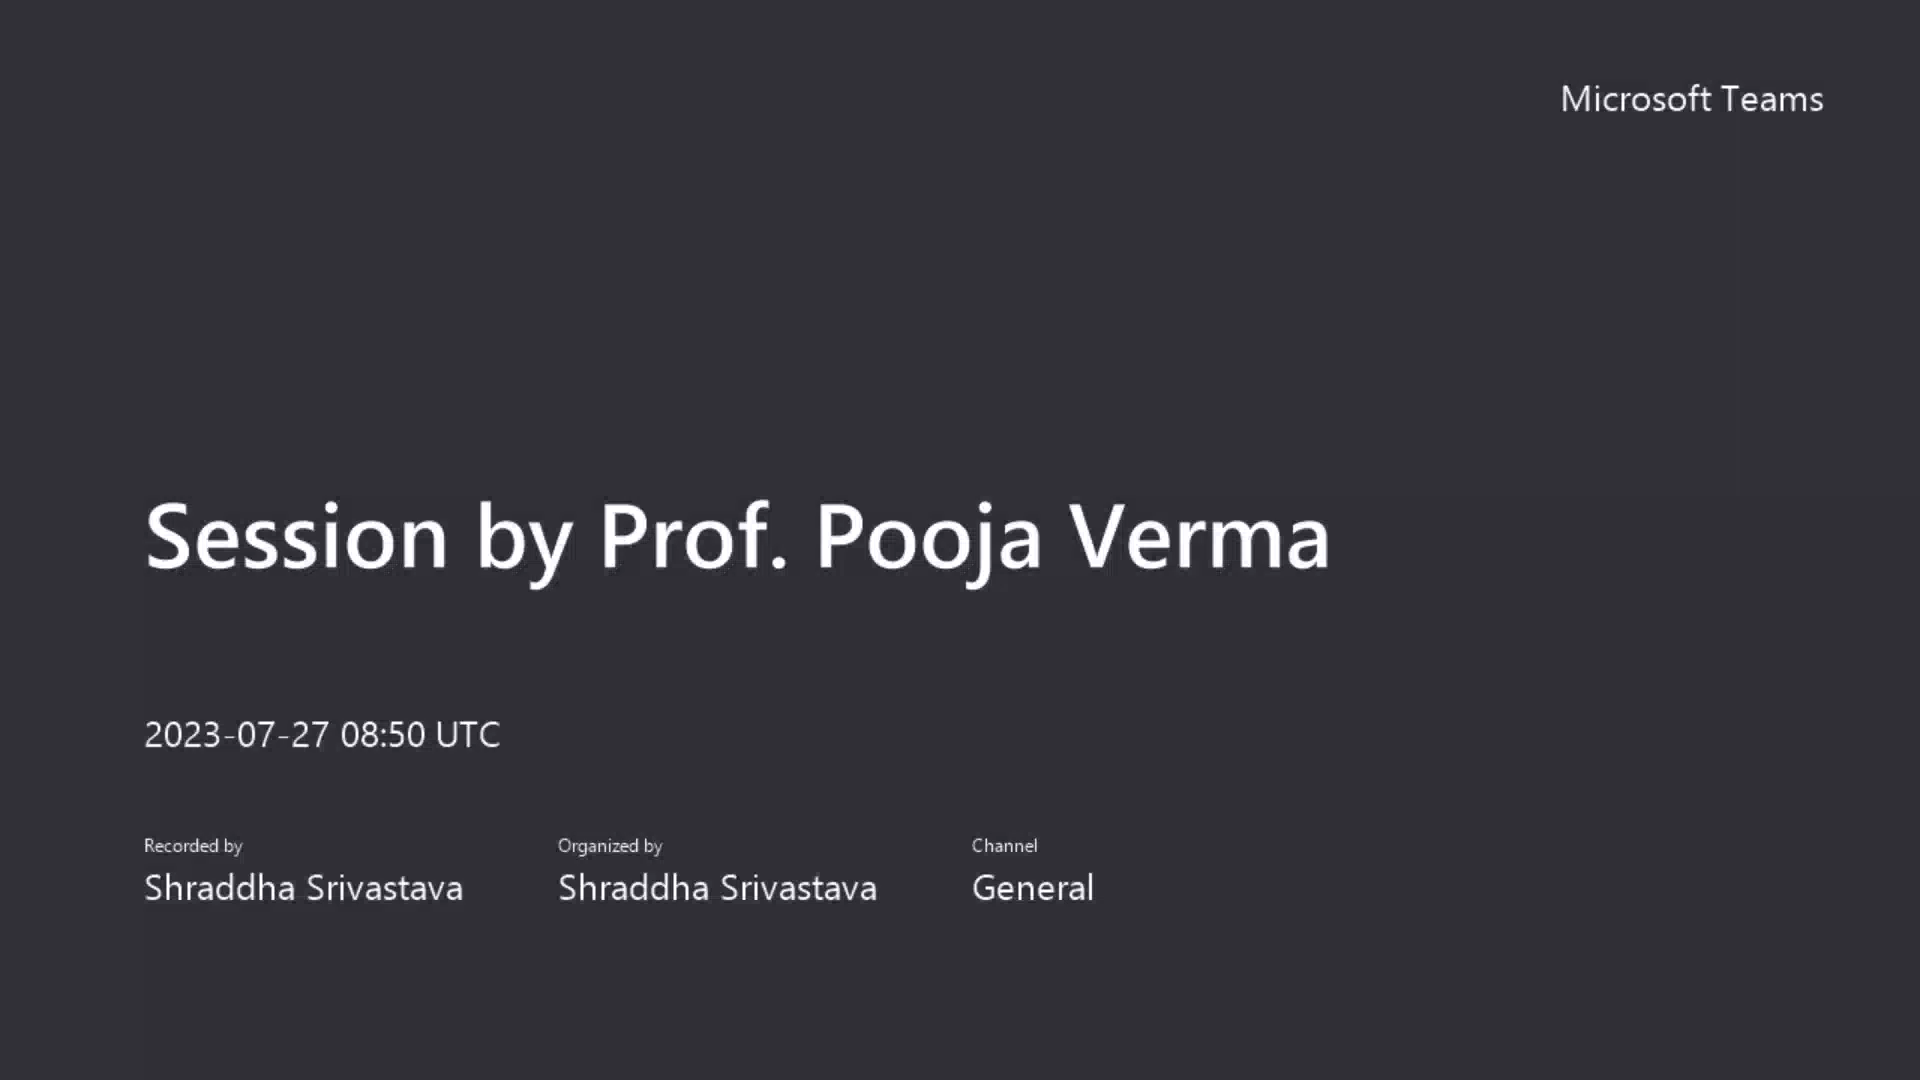 Microsoft Teams
Session by Prof. Pooja Verma
2023-07-27 08:50 UTC
Recorded by
Shraddha Srivastava
Organized by
Shraddha Srivastava
Channel
General